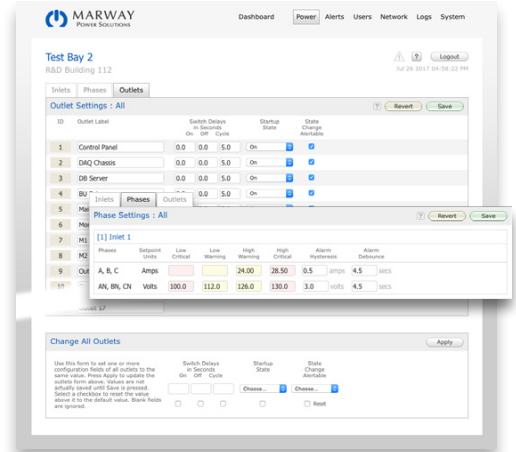 MARWAY
POWER SOLUTIONS
Dashboard Power Alerts Users Network Logs System
Test Bay 2
R&D Building 112
? Logout
Jul 26 2017 04:58:22 PM
Inlets Phases Outlets
Outlet Settings : All
? Revert Save
ID Outlet Label Switch Delays in Seconds On Off Cycle Startup State State Change Alertable
1 Control Panel 0.0 0.0 5.0 On
2 DAQ Chassis 0.0 0.0 5.0 On
3 DB Server 0.0 0.0 5.0 On
4 BU
5
6
7 M1
8 M2
9 Out
10
Inlets Phases Outlets
Phase Settings : All
? Revert Save
[1] Inlet 1
Phases Setpoint Units Low Critical Low Warning High Warning High Critical Alarm Hysteresis Alarm Debounce
A, B, C Amps 24.00 28.50 0.5 amps 4.5 secs
AN, BN, CN Volts 100.0 112.0 126.0 130.0 3.0 volts 4.5 secs
Outlet 17
Change All Outlets
Apply
Use this form to set one or more
configuration fields of all outlets to the
same value. Press Apply to update the
outlets form above. Values are not
actually saved until Save is pressed.
Select a checkbox to reset the value
above it to the default value. Blank fields
are ignored.
Switch Delays in Seconds On Off Cycle
Startup State
State Change Alertable
Choose... Choose...
Reset